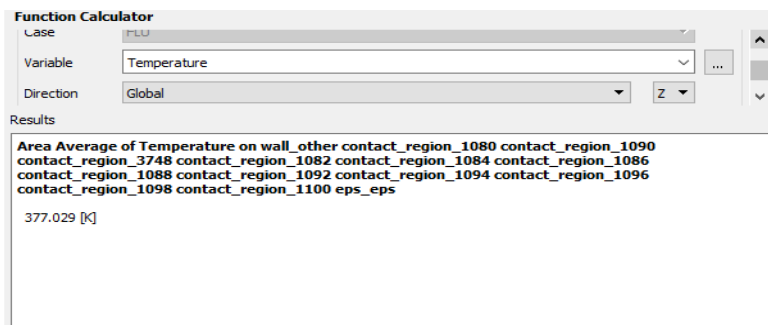 Function Calculator
Case FLU
Variable Temperature ...
Direction Global Z
Results
Area Average of Temperature on wall_other contact_region_1080 contact_region_1090
contact_region_3748 contact_region_1082 contact_region_1084 contact_region_1086
contact_region_1088 contact_region_1092 contact_region_1094 contact_region_1096
contact_region_1098 contact_region_1100 eps_eps
377.029 [K]